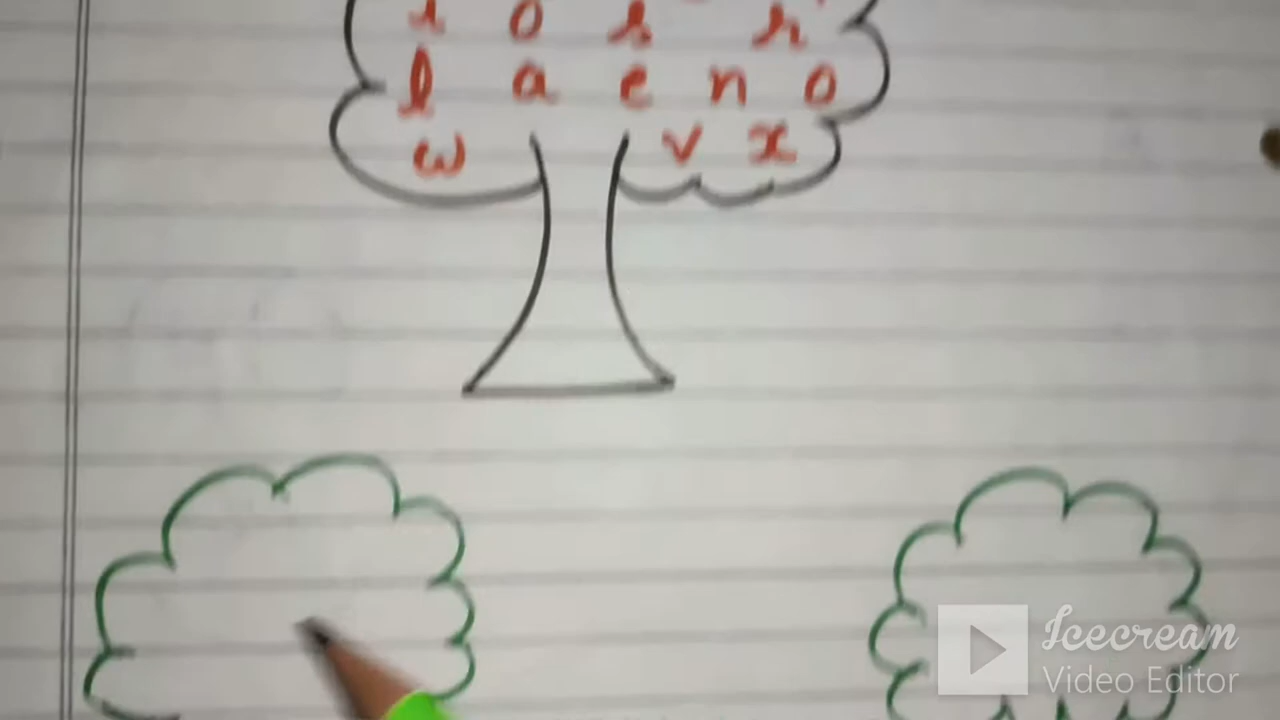 o s r
l a e n o
w v x
Icecream
Video Editor